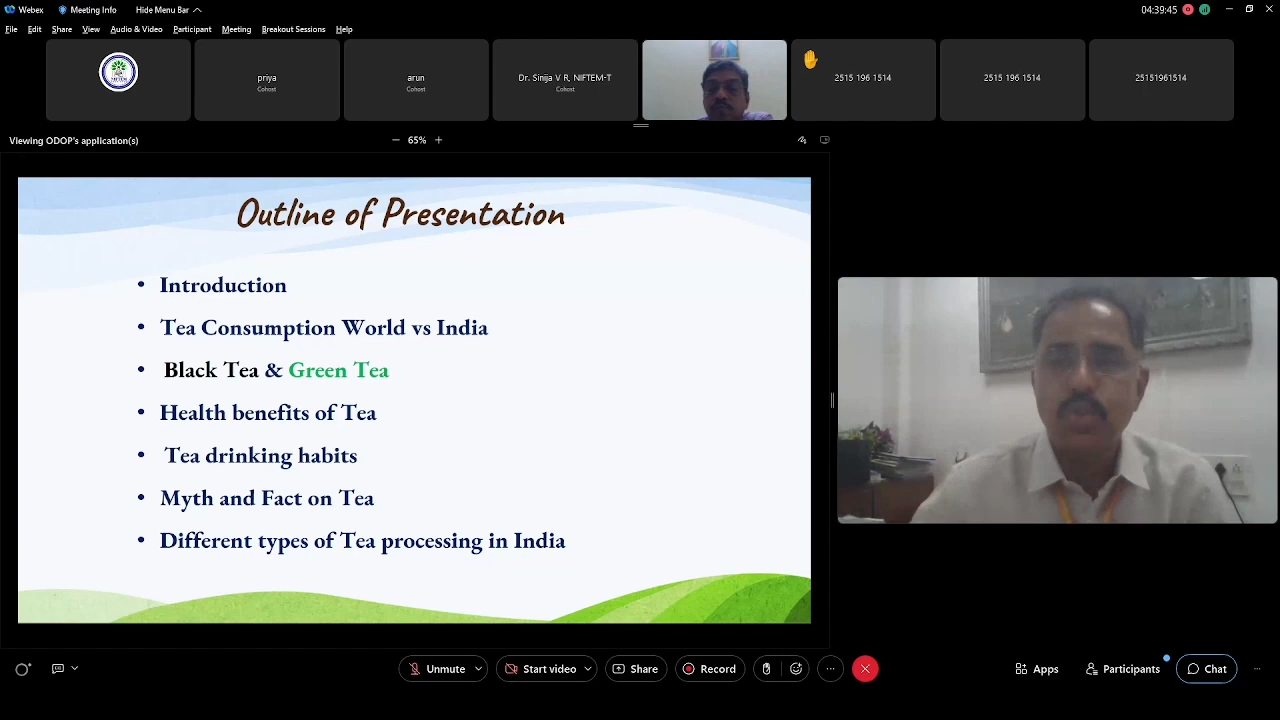 Webex
Meeting Info
Hide Menu Bar
04:39:45
File Edit Share View Audio & Video Participant Meeting Breakout Sessions Help
priya
Cohost
arun
Cohost
Dr. Sinija V R, NIFTEM-T
Cohost
2515 196 1514
2515 196 1514
25151961514
Viewing ODOP's application(s)
65%
Outline of Presentation
• Introduction
• Tea Consumption World vs India
• Black Tea & Green Tea
• Health benefits of Tea
• Tea drinking habits
• Myth and Fact on Tea
• Different types of Tea processing in India
Unmute
Start video
Share
Record
Apps
Participants
Chat